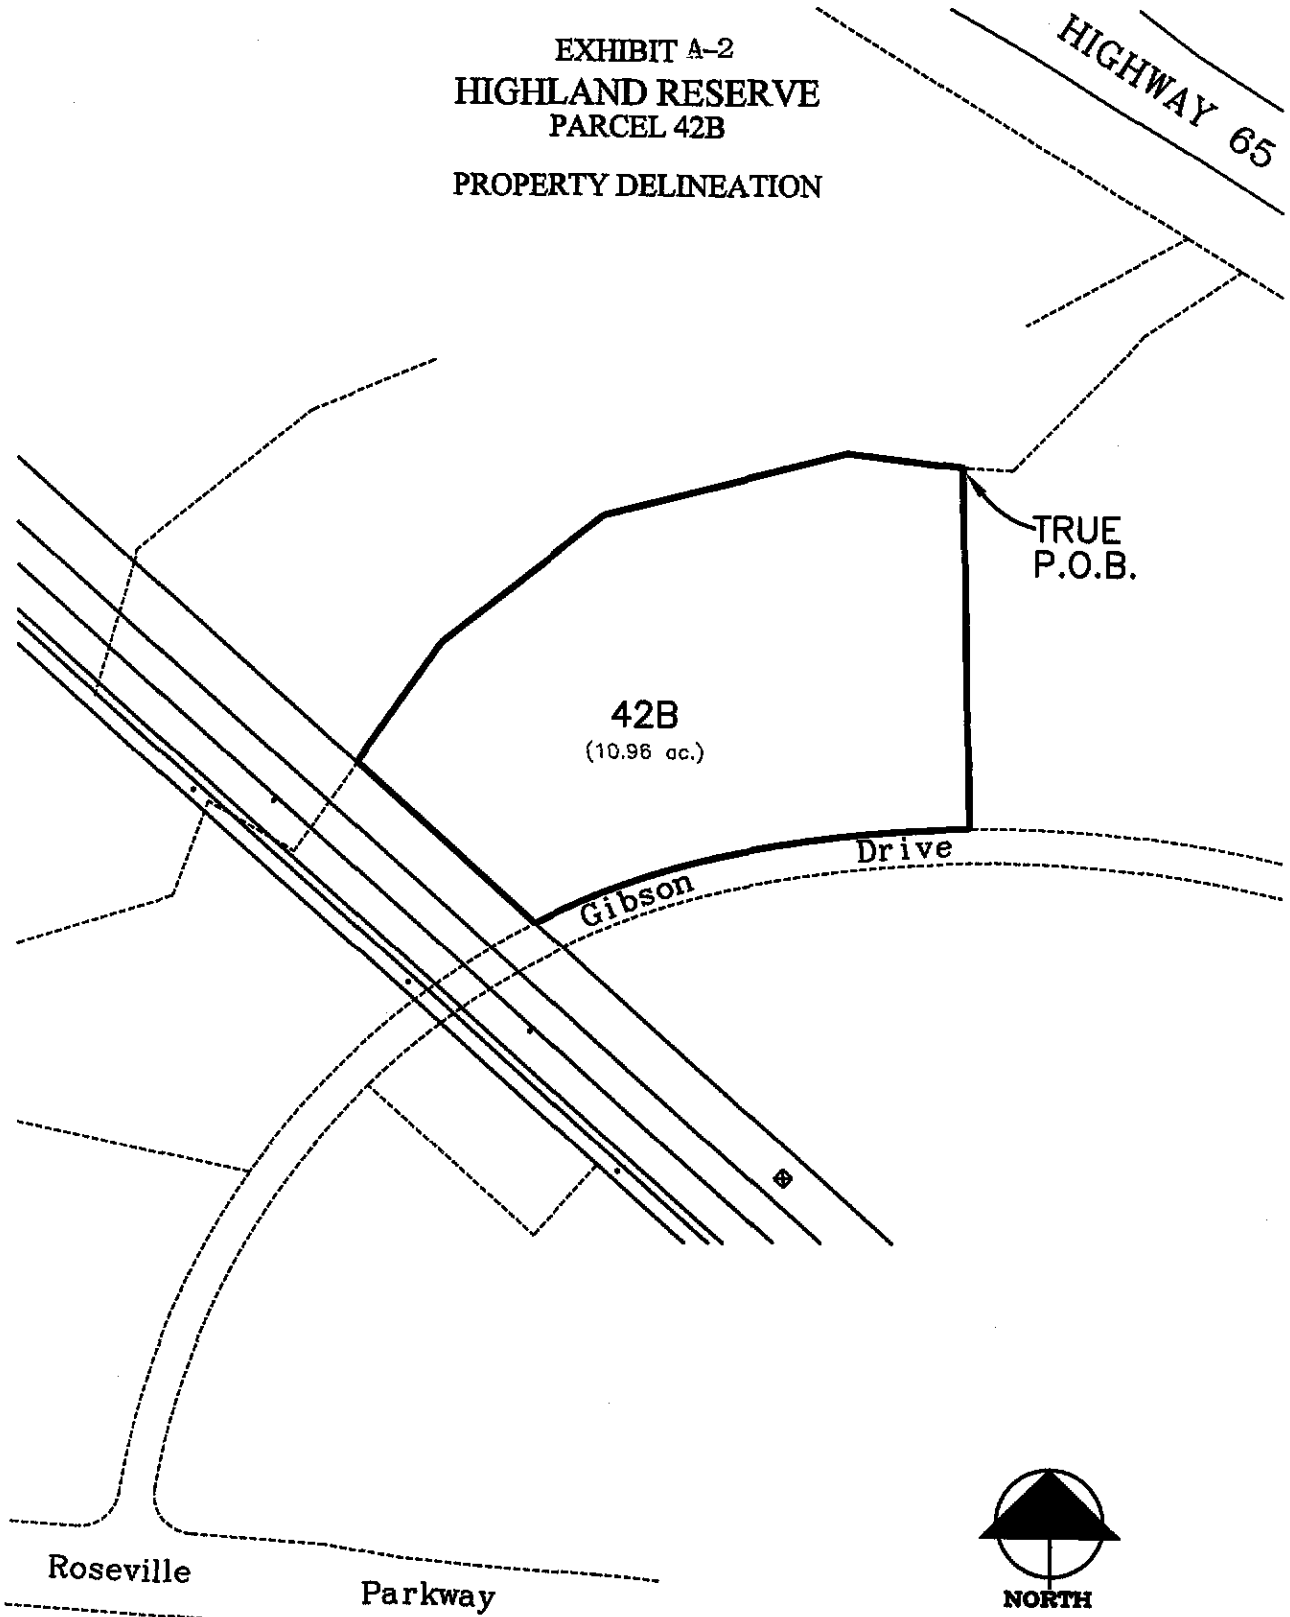 EXHIBIT A-2
HIGHLAND RESERVE
PARCEL 42B
PROPERTY DELINEATION
HIGHWAY 65
TRUE
P.O.B.
42B
(10.96 ac.)
Gibson Drive
Roseville Parkway
NORTH